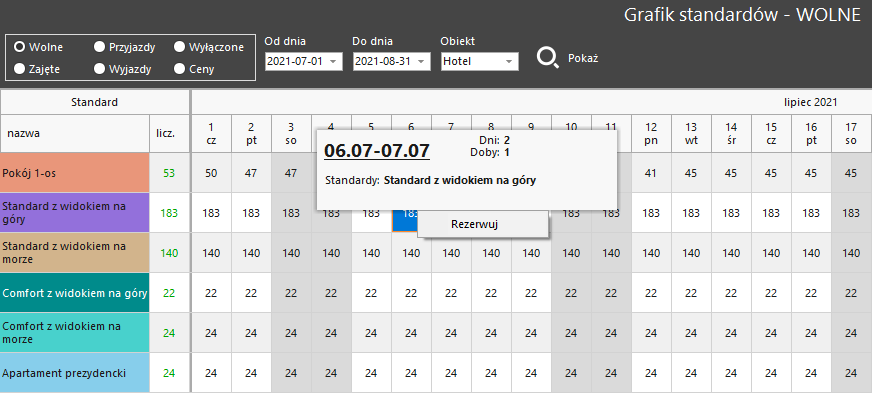 Grafik standardów - WOLNE
Wolne Przyjazdy Wyłączone
Zajęte Wyjazdy Ceny
Od dnia Do dnia Obiekt
2021-07-01 2021-08-31 Hotel
Pokaż
Standard lipiec 2021
nazwa licz.
1 2 3 4 5 6 9 10 11 12 13 14 15 16 17
cz pt so pn wt śr cz pt so
06.07-07.07
Dni: 2
Doby: 1
Standardy: Standard z widokiem na góry
Rezerwuj
Pokój 1-os 53 50 47 47 41 45 45 45 45 45
Standard z widokiem na
góry
183 183 183 183 183 183 183 183 183 183 183 183 183 183 183
Standard z widokiem na
morze
140 140 140 140 140 140 140 140 140 140 140 140 140 140 140 140 140 140
Comfort z widokiem na góry 22 22 22 22 22 22 22 22 22 22 22 22 22 22 22 22 22 22
Comfort z widokiem na
morze
24 24 24 24 24 24 24 24 24 24 24 24 24 24 24 24 24 24
Apartament prezydencki 24 24 24 24 24 24 24 24 24 24 24 24 24 24 24 24 24 24